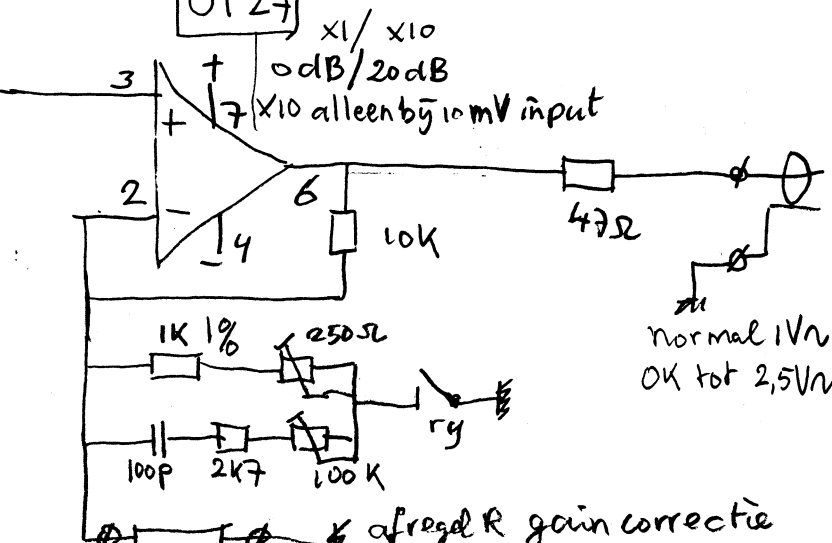 OP27
x1/ x10
0dB/20dB
x10 alleen bij 10mV input
3
+
7
+
2
-
6
4
-
10K
47Ω
normal 1V~
OK tot 2,5V~
1K 1%
250Ω
ry
100p
2K7
100K
afregel R gain correctie